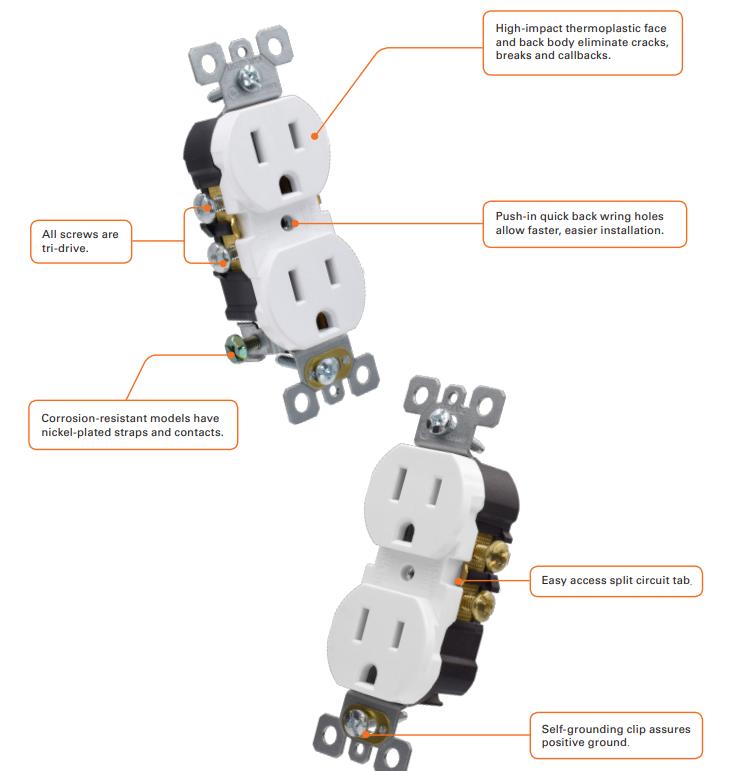 High-impact thermoplastic face
and back body eliminate cracks,
breaks and callbacks.
All screws are
tri-drive.
Push-in quick back wring holes
allow faster, easier installation.
Corrosion-resistant models have
nickel-plated straps and contacts.
Easy access split circuit tab.
Self-grounding clip assures
positive ground.